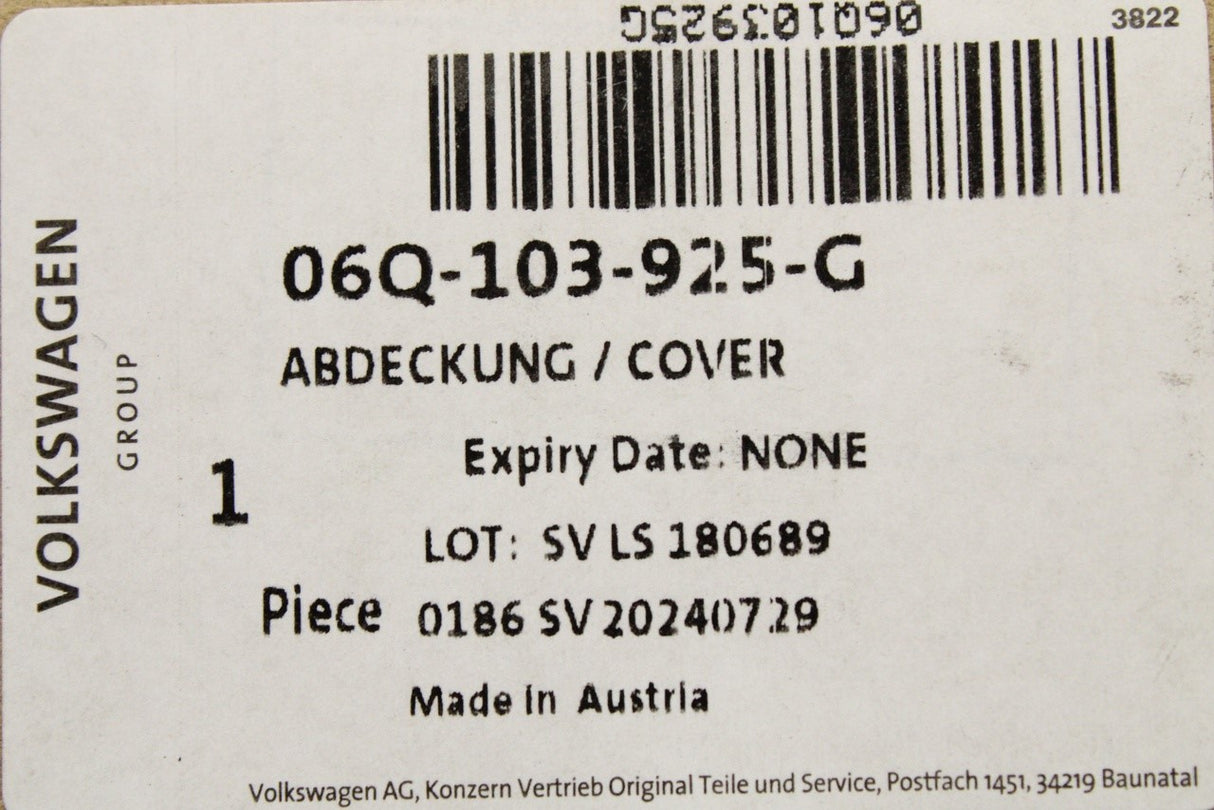 06Q103925G
3822
06Q-103-925-G
ABDECKUNG / COVER
Expiry Date: NONE
1
LOT: SV LS 180689
Piece 0186 SV 20240729
Made in Austria
VOLKSWAGEN
GROUP
Volkswagen AG, Konzern Vertrieb Original Teile und Service, Postfach 1451, 34219 Baunatal